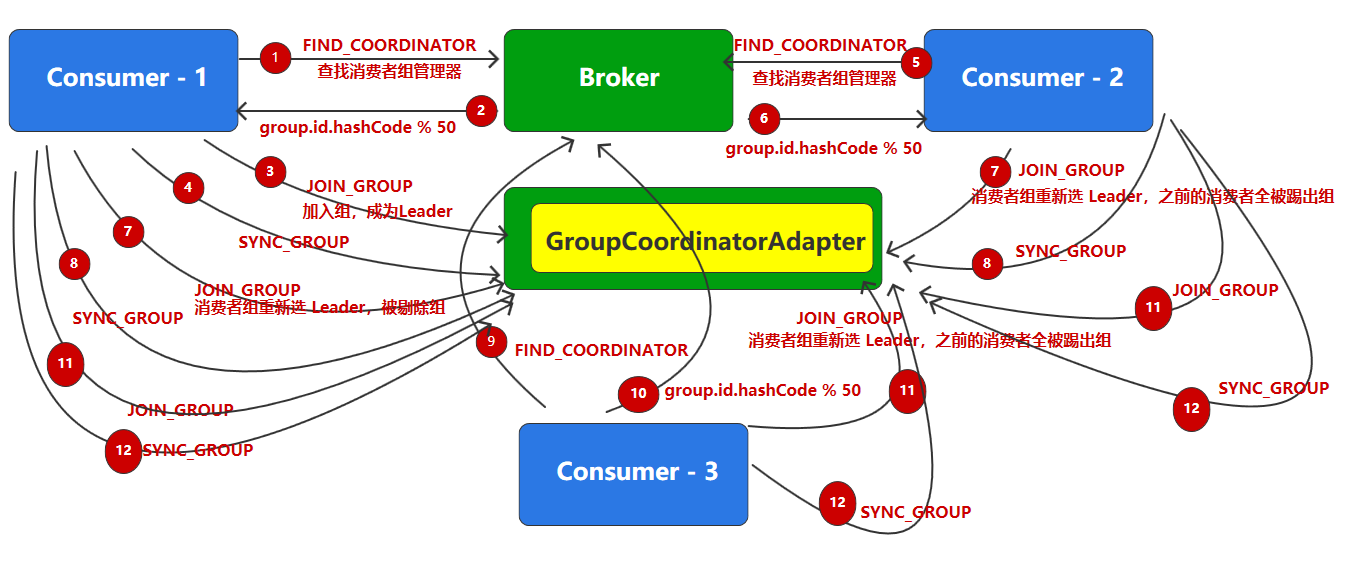 Consumer - 1
1
FIND_COORDINATOR
查找消费者组管理器
2
group.id.hashCode % 50
Broker
FIND_COORDINATOR
查找消费者组管理器
5
6
group.id.hashCode % 50
Consumer - 2
3
JOIN_GROUP
加入组，成为Leader
4
SYNC_GROUP
7
JOIN_GROUP
消费者组重新选 Leader，被剔除组
8
SYNC_GROUP
11
JOIN_GROUP
12
SYNC_GROUP
GroupCoordinatorAdapter
7
JOIN_GROUP
消费者组重新选 Leader，之前的消费者全被踢出组
8
SYNC_GROUP
11
JOIN_GROUP
12
SYNC_GROUP
JOIN_GROUP
消费者组重新选 Leader，之前的消费者全被踢出组
9
FIND_COORDINATOR
10
group.id.hashCode % 50
11
Consumer - 3
12
SYNC_GROUP